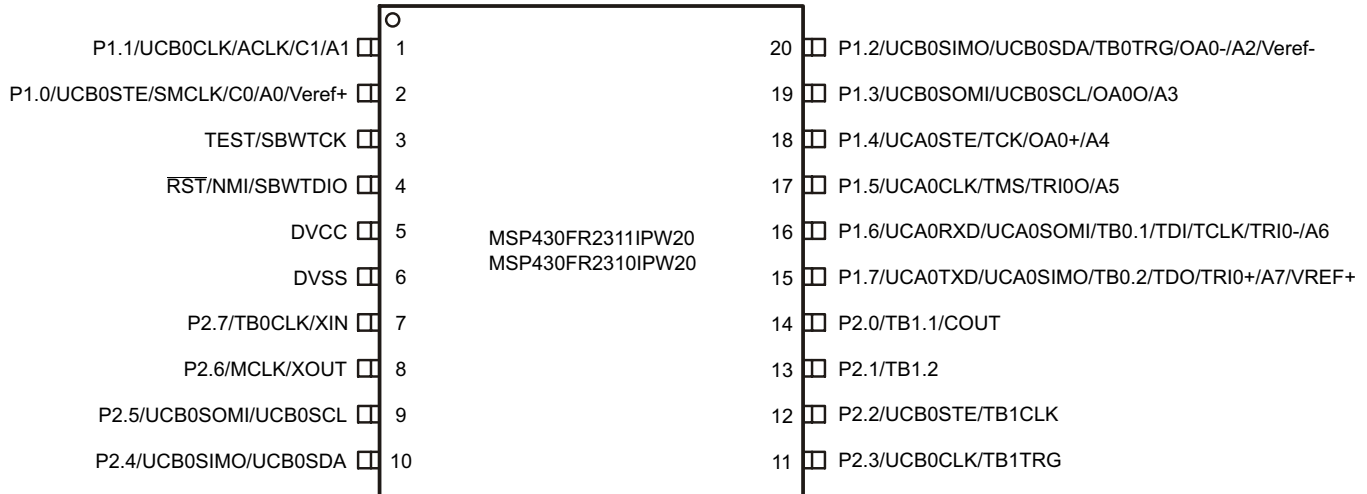 P1.1/UCB0CLK/ACLK/C1/A1 1
P1.0/UCB0STE/SMCLK/C0/A0/Veref+ 2
TEST/SBWTCK 3
RST/NMI/SBWTDIO 4
DVCC 5
DVSS 6
P2.7/TB0CLK/XIN 7
P2.6/MCLK/XOUT 8
P2.5/UCB0SOMI/UCB0SCL 9
P2.4/UCB0SIMO/UCB0SDA 10
MSP430FR2311IPW20
MSP430FR2310IPW20
20 P1.2/UCB0SIMO/UCB0SDA/TB0TRG/OA0-/A2/Veref-
19 P1.3/UCB0SOMI/UCB0SCL/OA0O/A3
18 P1.4/UCA0STE/TCK/OA0+/A4
17 P1.5/UCA0CLK/TMS/TRI0O/A5
16 P1.6/UCA0RXD/UCA0SOMI/TB0.1/TDI/TCLK/TRI0-/A6
15 P1.7/UCA0TXD/UCA0SIMO/TB0.2/TDO/TRI0+/A7/VREF+
14 P2.0/TB1.1/COUT
13 P2.1/TB1.2
12 P2.2/UCB0STE/TB1CLK
11 P2.3/UCB0CLK/TB1TRG